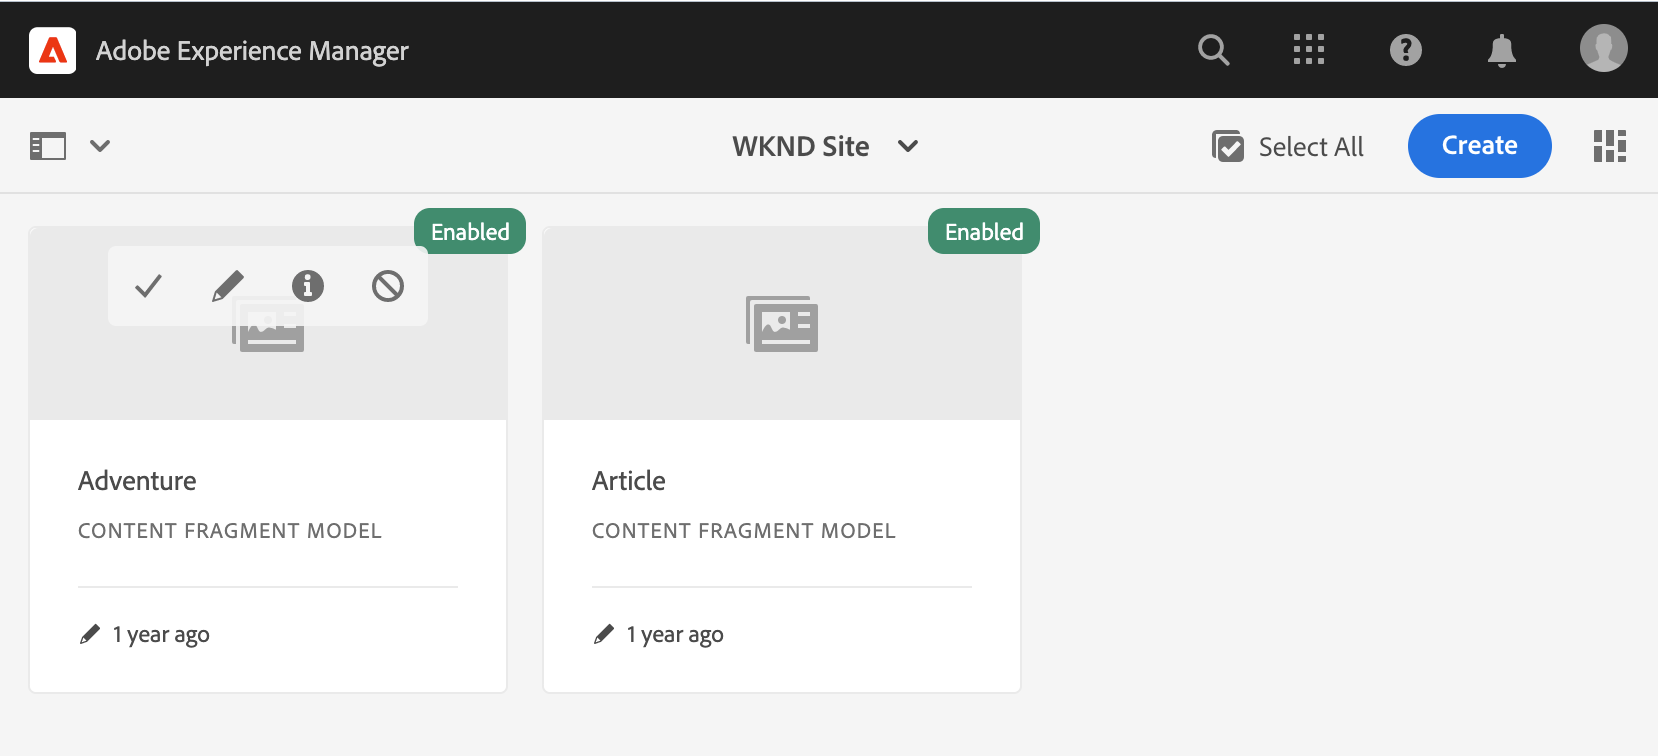 Adobe Experience Manager
WKND Site
Select All
Create
Enabled
Enabled
Adventure
CONTENT FRAGMENT MODEL
1 year ago
Article
CONTENT FRAGMENT MODEL
1 year ago